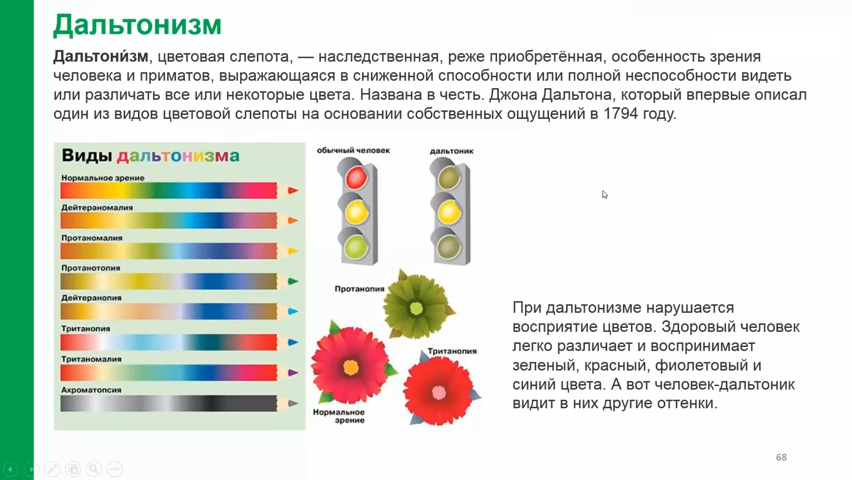 Дальтонизм
Дальтони́зм, цветовая слепота, — наследственная, реже приобретённая, особенность зрения
человека и приматов, выражающаяся в сниженной способности или полной неспособности видеть
или различать все или некоторые цвета. Названа в честь. Джона Дальтона, который впервые описал
один из видов цветовой слепоты на основании собственных ощущений в 1794 году.
Виды дальтонизма
Нормальное зрение
Дейтераномалия
Протаномалия
Протанотопия
Дейтеранопия
Тританопия
Тританомалия
Ахроматопсия
обычный человек
дальтоник
Протанопия
Тританопия
Нормальное
зрение
При дальтонизме нарушается
восприятие цветов. Здоровый человек
легко различает и воспринимает
зеленый, красный, фиолетовый и
синий цвета. А вот человек-дальтоник
видит в них другие оттенки.
68